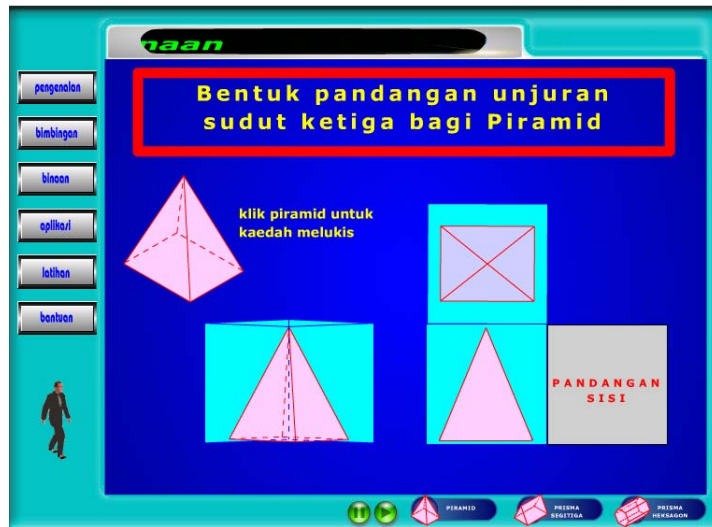 naan
Bentuk pandangan unjuran
sudut ketiga bagi Piramid
pengenalan
bimbingan
binaan
aplikasi
latihan
bantuan
klik piramid untuk
kaedah melukis
PANDANGAN
SISI
PIRAMID
PRISMA
SEGITIGA
PRISMA
HEKSAGON